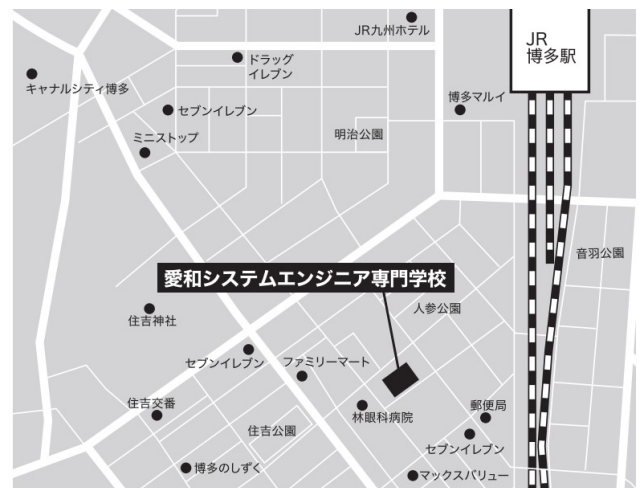 JR九州ホテル
JR
博多駅
ドラッグ
イレブン
キャナルシティ博多
セブンイレブン
博多マルイ
ミニストップ
明治公園
音羽公園
愛和システムエンジニア専門学校
人参公園
住吉神社
セブンイレブン
ファミリーマート
住吉交番
林眼科病院
郵便局
住吉公園
セブンイレブン
博多のしずく
マックスバリュー